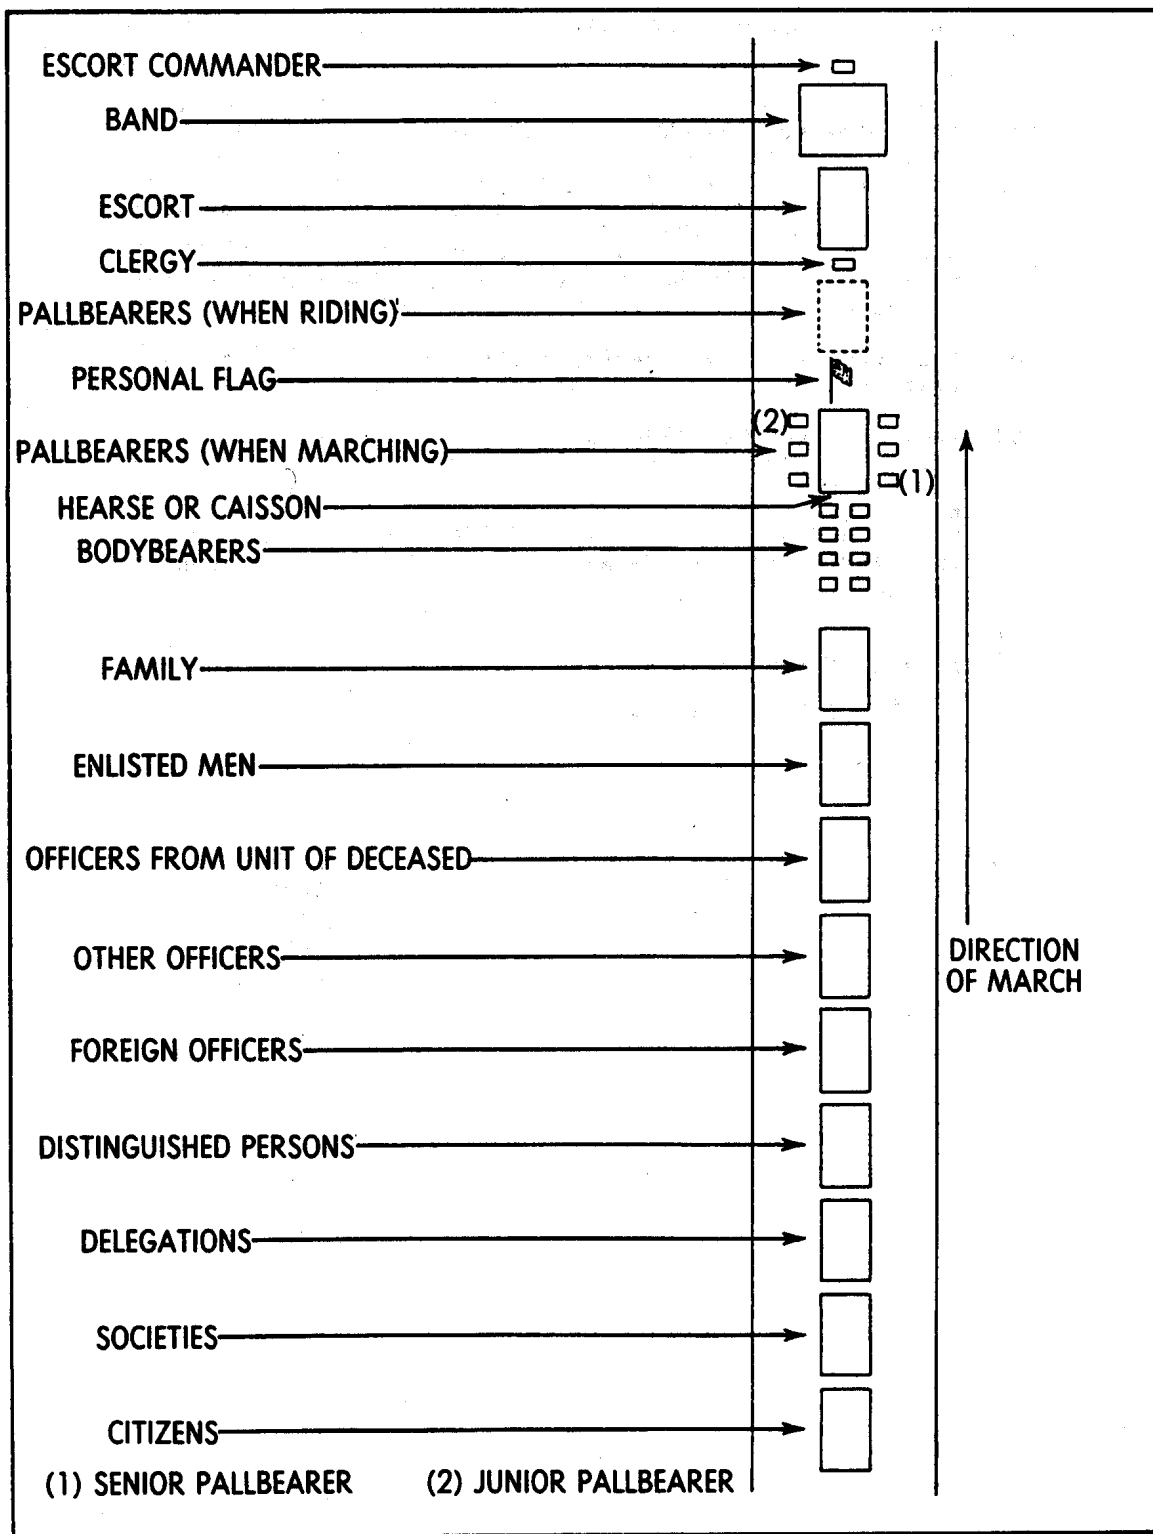 ESCORT COMMANDER
BAND
ESCORT
CLERGY
PALLBEARERS (WHEN RIDING)
PERSONAL FLAG
(2)
PALLBEARERS (WHEN MARCHING)
(1)
HEARSE OR CAISSON
BODYBEARERS
FAMILY
ENLISTED MEN
OFFICERS FROM UNIT OF DECEASED
OTHER OFFICERS
DIRECTION
OF MARCH
FOREIGN OFFICERS
DISTINGUISHED PERSONS
DELEGATIONS
SOCIETIES
CITIZENS
(1) SENIOR PALLBEARER (2) JUNIOR PALLBEARER